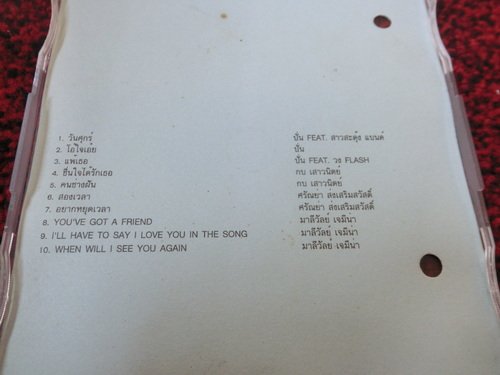 1. วันศุกร์ ปั่น FEAT. สาวสะตุ้ง แบนด์
2. โอ้ใจเอ๋ย ปั่น
3. แพ้เธอ ปั่น FEAT. วง FLASH
4. ชื่นใจได้รักเธอ กบ เสาวนิตย์
5. คนช่างฝัน กบ เสาวนิตย์
6. สองเวลา ศรัณยา ส่งเสริมสวัสดิ์
7. อยากหยุดเวลา ศรัณยา ส่งเสริมสวัสดิ์
8. YOU'VE GOT A FRIEND มาลีวัลย์ เจมีน่า
9. I'LL HAVE TO SAY I LOVE YOU IN THE SONG มาลีวัลย์ เจมีน่า
10. WHEN WILL I SEE YOU AGAIN มาลีวัลย์ เจมีน่า